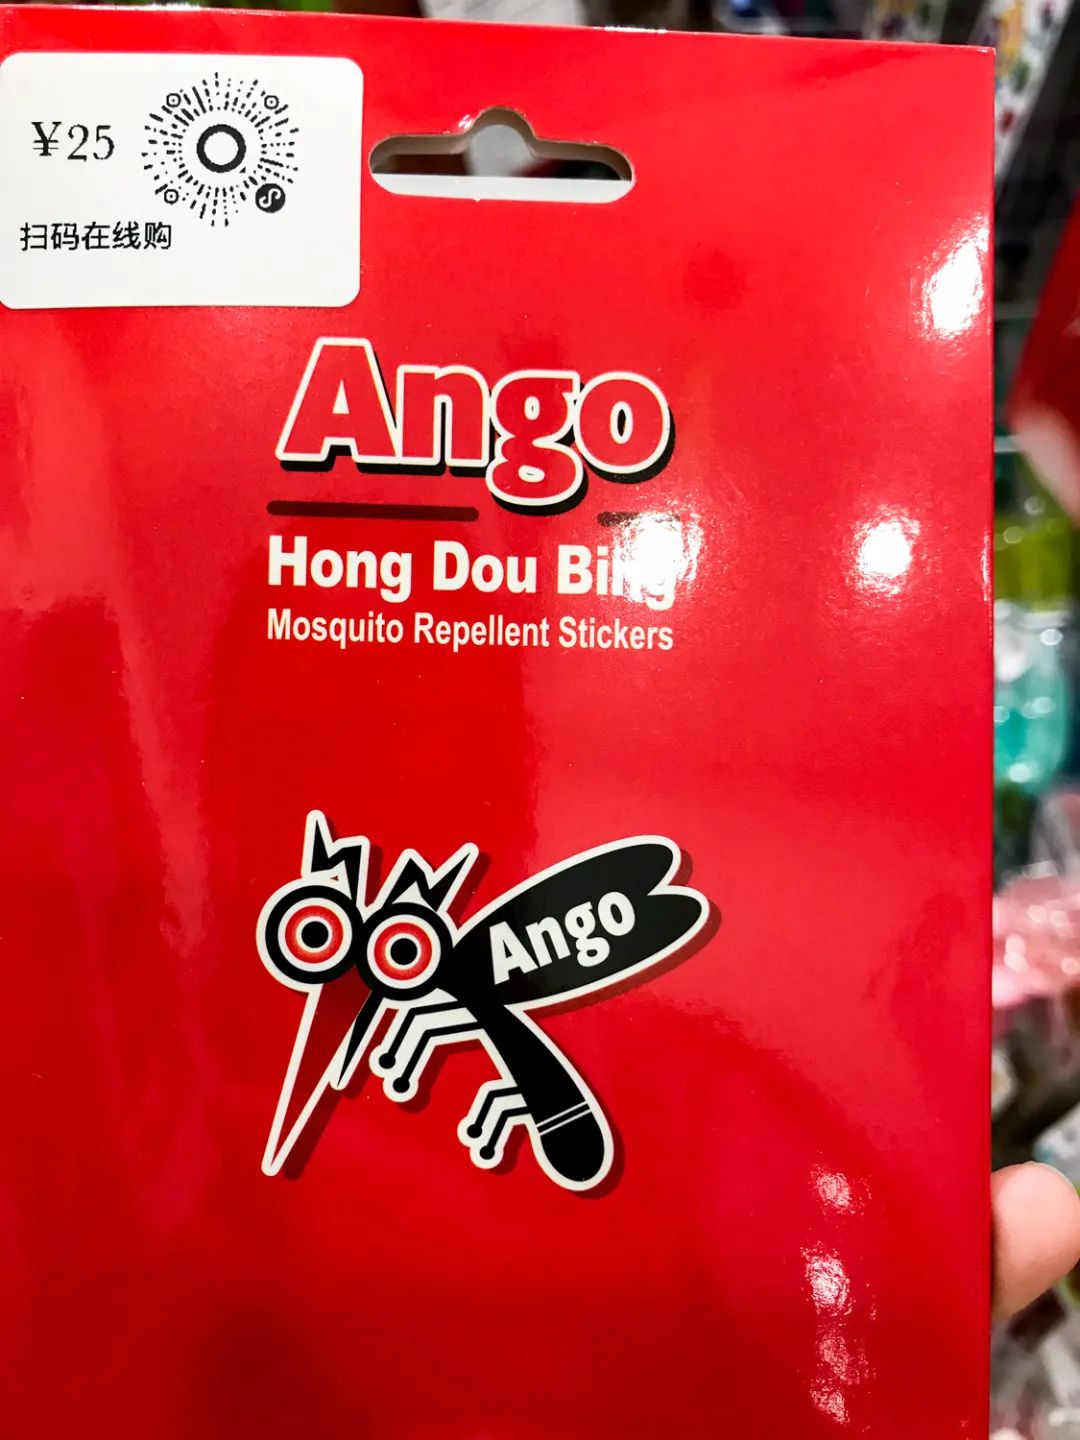 ¥25
扫码在线购
Ango
Hong Dou Bing
Mosquito Repellent Stickers
Ango